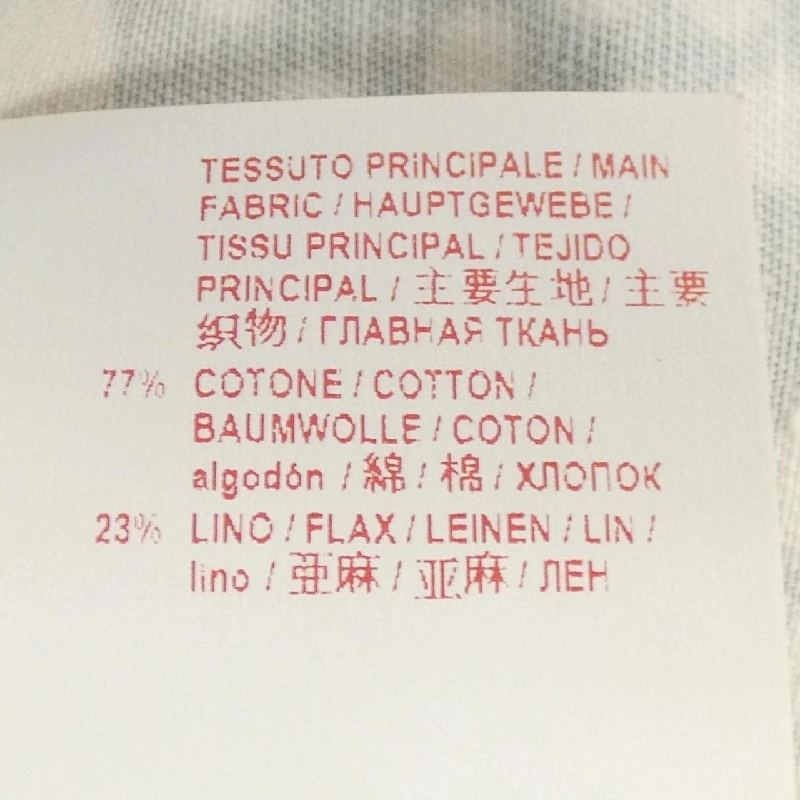 TESSUTO PRINCIPALE / MAIN
FABRIC / HAUPTGEWEBE /
TISSU PRINCIPAL / TEJIDO
PRINCIPAL / 主要生地 / 主要
织物 / ГЛАВНАЯ ТКАНЬ
77% COTONE / COTTON /
BAUMWOLLE / COTON /
algodón / 綿 / 棉 / ХЛОПОК
23% LINO / FLAX / LEINEN / LIN /
lino / 亜麻 / 亚麻 / ЛЕН